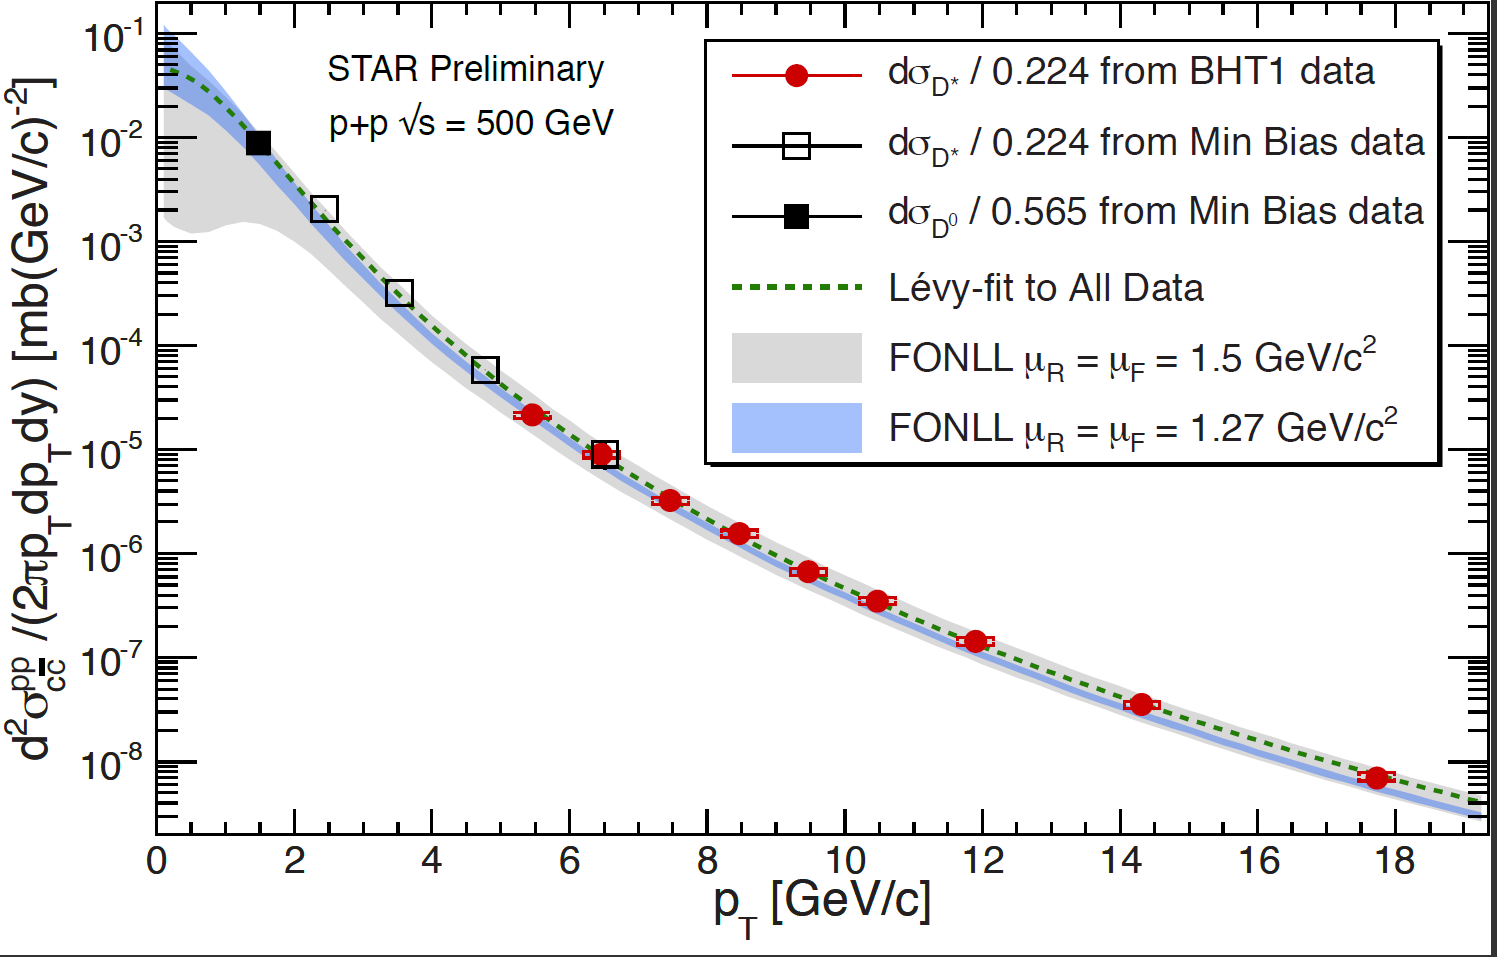 10⁻¹
10⁻²
10⁻³
10⁻⁴
10⁻⁵
10⁻⁶
10⁻⁷
10⁻⁸
d²σ^pp_cc̅ /(2πp_T dp_T dy) [mb(GeV/c)⁻²]
STAR Preliminary
p+p √s = 500 GeV
dσ_D* / 0.224 from BHT1 data
dσ_D* / 0.224 from Min Bias data
dσ_D⁰ / 0.565 from Min Bias data
Lévy-fit to All Data
FONLL μ_R = μ_F = 1.5 GeV/c²
FONLL μ_R = μ_F = 1.27 GeV/c²
0 2 4 6 8 10 12 14 16 18
p_T [GeV/c]